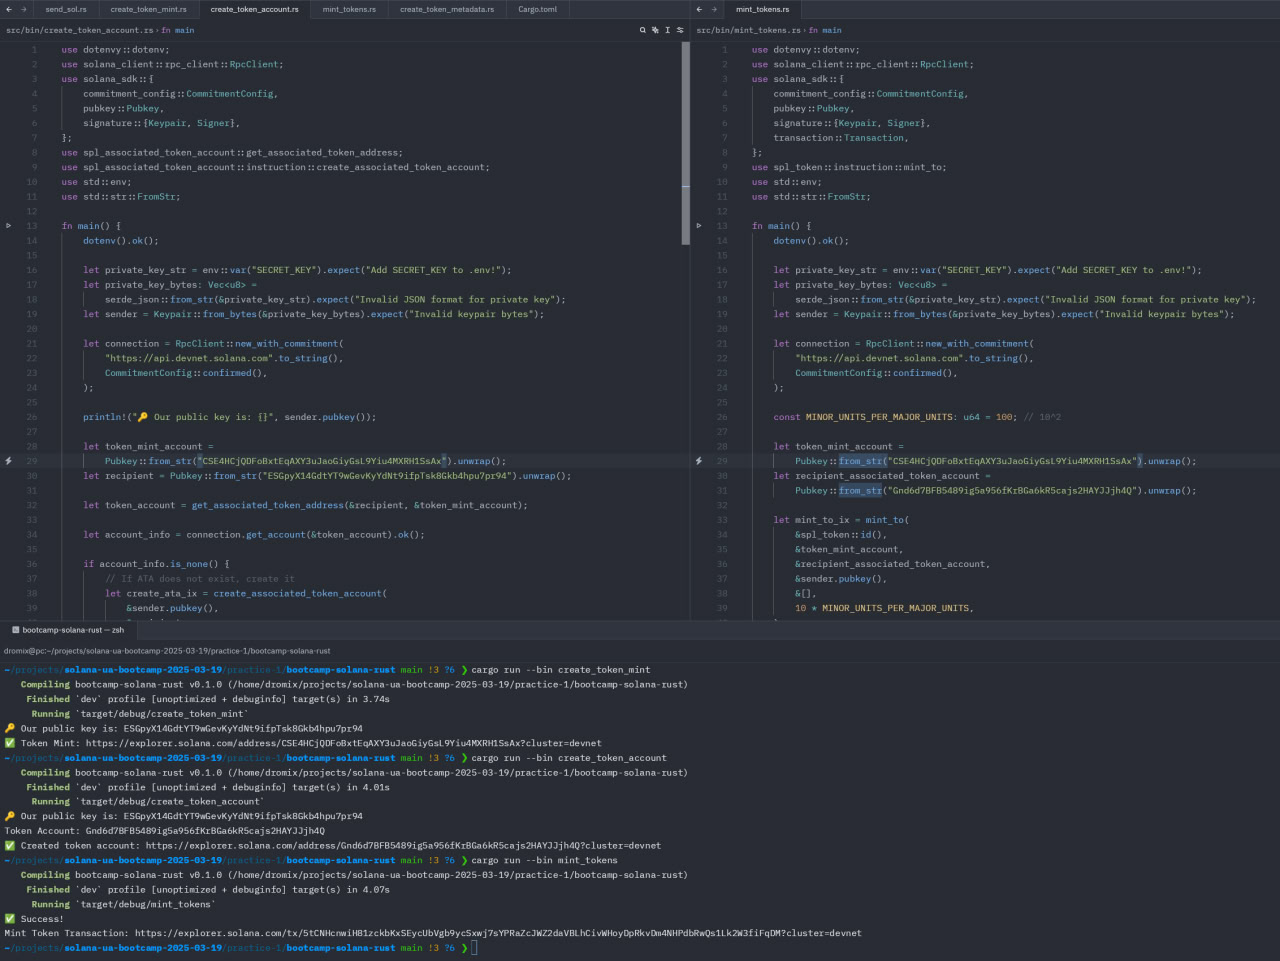 send_sol.rs create_token_mint.rs create_token_account.rs mint_tokens.rs create_token_metadata.rs Cargo.toml
src/bin/create_token_account.rs › fn main
1 use dotenvy::dotenv;
2 use solana_client::rpc_client::RpcClient;
3 use solana_sdk::{
4 commitment_config::CommitmentConfig,
5 pubkey::Pubkey,
6 signature::{Keypair, Signer},
7 };
8 use spl_associated_token_account::get_associated_token_address;
9 use spl_associated_token_account::instruction::create_associated_token_account;
10 use std::env;
11 use std::str::FromStr;
12
13 fn main() {
14 dotenv().ok();
15
16 let private_key_str = env::var("SECRET_KEY").expect("Add SECRET_KEY to .env!");
17 let private_key_bytes: Vec<u8> =
18 serde_json::from_str(&private_key_str).expect("Invalid JSON format for private key");
19 let sender = Keypair::from_bytes(&private_key_bytes).expect("Invalid keypair bytes");
20
21 let connection = RpcClient::new_with_commitment(
22 "https://api.devnet.solana.com".to_string(),
23 CommitmentConfig::confirmed(),
24 );
25
26 println!("🔑 Our public key is: {}", sender.pubkey());
27
28 let token_mint_account =
29 Pubkey::from_str("CSE4HCjQDFoBxtEqAXY3uJaoGiyGsL9Yiu4MXRH1SsAx").unwrap();
30 let recipient = Pubkey::from_str("ESGpyX14GdtYT9wGevKyYdNt9ifpTsk8Gkb4hpu7pr94").unwrap();
31
32 let token_account = get_associated_token_address(&recipient, &token_mint_account);
33
34 let account_info = connection.get_account(&token_account).ok();
35
36 if account_info.is_none() {
37 // If ATA does not exist, create it
38 let create_ata_ix = create_associated_token_account(
39 &sender.pubkey(),
mint_tokens.rs
src/bin/mint_tokens.rs › fn main
1 use dotenvy::dotenv;
2 use solana_client::rpc_client::RpcClient;
3 use solana_sdk::{
4 commitment_config::CommitmentConfig,
5 pubkey::Pubkey,
6 signature::{Keypair, Signer},
7 transaction::Transaction,
8 };
9 use spl_token::instruction::mint_to;
10 use std::env;
11 use std::str::FromStr;
12
13 fn main() {
14 dotenv().ok();
15
16 let private_key_str = env::var("SECRET_KEY").expect("Add SECRET_KEY to .env!");
17 let private_key_bytes: Vec<u8> =
18 serde_json::from_str(&private_key_str).expect("Invalid JSON format for private key");
19 let sender = Keypair::from_bytes(&private_key_bytes).expect("Invalid keypair bytes");
20
21 let connection = RpcClient::new_with_commitment(
22 "https://api.devnet.solana.com".to_string(),
23 CommitmentConfig::confirmed(),
24 );
25
26 const MINOR_UNITS_PER_MAJOR_UNITS: u64 = 100; // 10^2
27
28 let token_mint_account =
29 Pubkey::from_str("CSE4HCjQDFoBxtEqAXY3uJaoGiyGsL9Yiu4MXRH1SsAx").unwrap();
30 let recipient_associated_token_account =
31 Pubkey::from_str("Gnd6d7BFB5489ig5a956fKrBGa6kR5cajs2HAYJJjh4Q").unwrap();
32
33 let mint_to_ix = mint_to(
34 &spl_token::id(),
35 &token_mint_account,
36 &recipient_associated_token_account,
37 &sender.pubkey(),
38 &[],
39 10 * MINOR_UNITS_PER_MAJOR_UNITS,
bootcamp-solana-rust — zsh
dromix@pc:~/projects/solana-ua-bootcamp-2025-03-19/practice-1/bootcamp-solana-rust
~/projects/solana-ua-bootcamp-2025-03-19/practice-1/bootcamp-solana-rust main !3 ?6 ❯ cargo run --bin create_token_mint
Compiling bootcamp-solana-rust v0.1.0 (/home/dromix/projects/solana-ua-bootcamp-2025-03-19/practice-1/bootcamp-solana-rust)
Finished `dev` profile [unoptimized + debuginfo] target(s) in 3.74s
Running `target/debug/create_token_mint`
🔑 Our public key is: ESGpyX14GdtYT9wGevKyYdNt9ifpTsk8Gkb4hpu7pr94
✅ Token Mint: https://explorer.solana.com/address/CSE4HCjQDFoBxtEqAXY3uJaoGiyGsL9Yiu4MXRH1SsAx?cluster=devnet
~/projects/solana-ua-bootcamp-2025-03-19/practice-1/bootcamp-solana-rust main !3 ?6 ❯ cargo run --bin create_token_account
Compiling bootcamp-solana-rust v0.1.0 (/home/dromix/projects/solana-ua-bootcamp-2025-03-19/practice-1/bootcamp-solana-rust)
Finished `dev` profile [unoptimized + debuginfo] target(s) in 4.01s
Running `target/debug/create_token_account`
🔑 Our public key is: ESGpyX14GdtYT9wGevKyYdNt9ifpTsk8Gkb4hpu7pr94
Token Account: Gnd6d7BFB5489ig5a956fKrBGa6kR5cajs2HAYJJjh4Q
✅ Created token account: https://explorer.solana.com/address/Gnd6d7BFB5489ig5a956fKrBGa6kR5cajs2HAYJJjh4Q?cluster=devnet
~/projects/solana-ua-bootcamp-2025-03-19/practice-1/bootcamp-solana-rust main !3 ?6 ❯ cargo run --bin mint_tokens
Compiling bootcamp-solana-rust v0.1.0 (/home/dromix/projects/solana-ua-bootcamp-2025-03-19/practice-1/bootcamp-solana-rust)
Finished `dev` profile [unoptimized + debuginfo] target(s) in 4.07s
Running `target/debug/mint_tokens`
✅ Success!
Mint Token Transaction: https://explorer.solana.com/tx/5tCNHcnwiH81zckbKxSEycUbVgb9ycSxwj7sYPRaZcJWZ2daVBLhCivWHoyDpRkvDm4NHPdbRwQs1Lk2W3fiFqDM?cluster=devnet
~/projects/solana-ua-bootcamp-2025-03-19/practice-1/bootcamp-solana-rust main !3 ?6 ❯